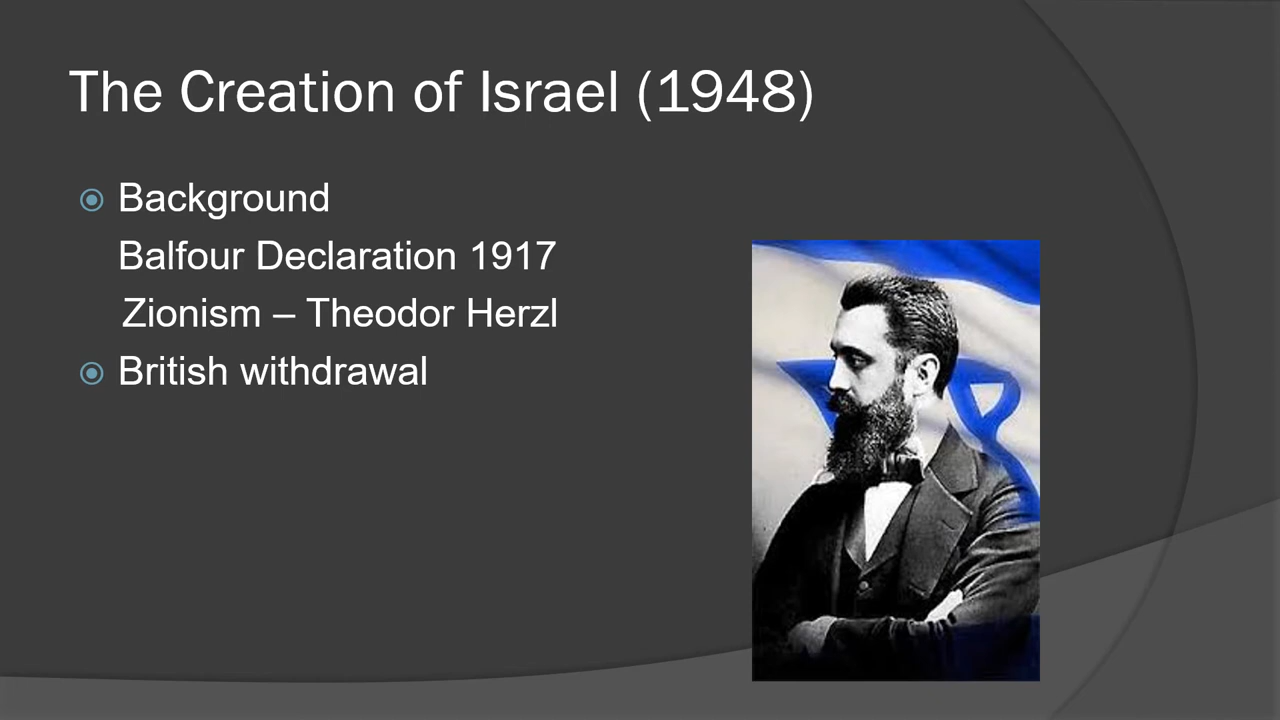 The Creation of Israel (1948)
Background
Balfour Declaration 1917
Zionism – Theodor Herzl
British withdrawal